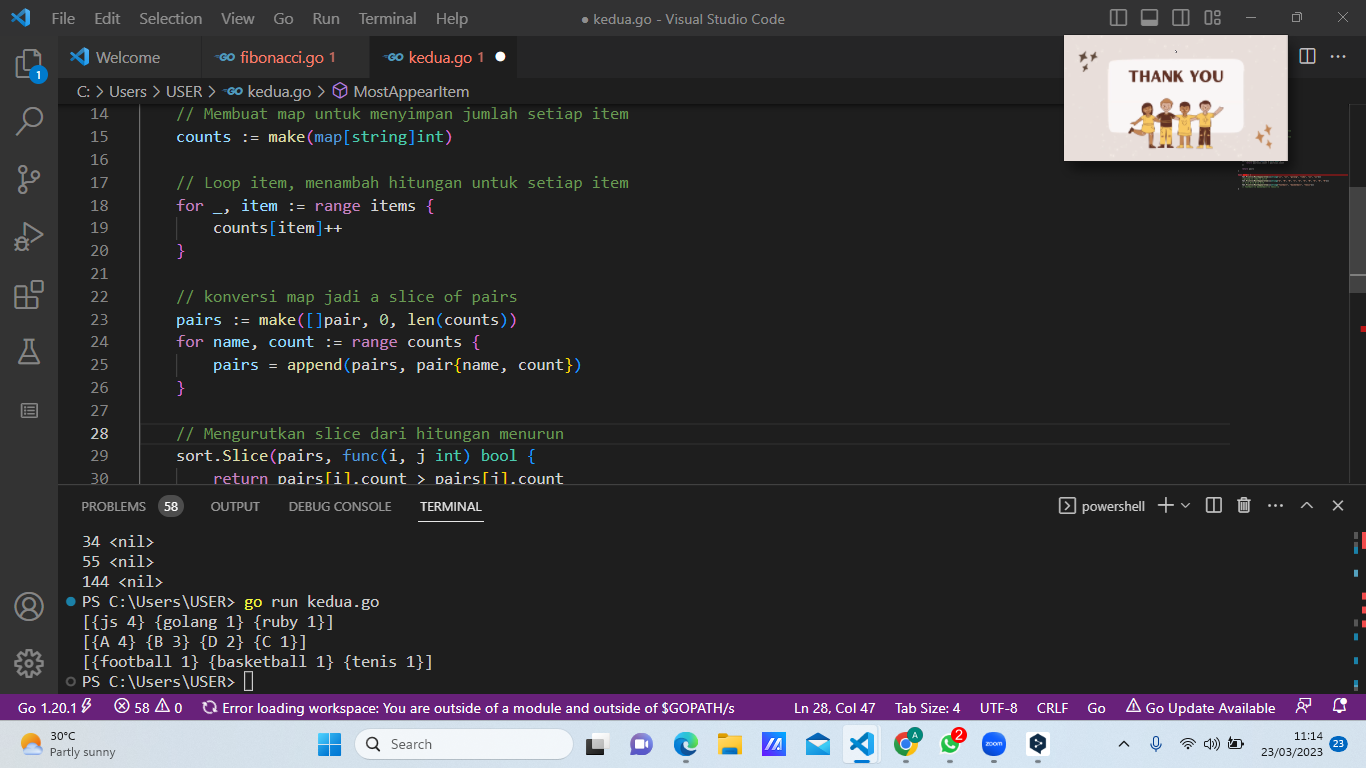 File Edit Selection View Go Run Terminal Help
● kedua.go - Visual Studio Code
Welcome
fibonacci.go 1
kedua.go 1
C: > Users > USER > kedua.go > MostAppearItem
THANK YOU
1
14 // Membuat map untuk menyimpan jumlah setiap item
15 counts := make(map[string]int)
16
17 // Loop item, menambah hitungan untuk setiap item
18 for _, item := range items {
19 counts[item]++
20 }
21
22 // konversi map jadi a slice of pairs
23 pairs := make([]pair, 0, len(counts))
24 for name, count := range counts {
25 pairs = append(pairs, pair{name, count})
26 }
27
28 // Mengurutkan slice dari hitungan menurun
29 sort.Slice(pairs, func(i, j int) bool {
30 return pairs[i].count > pairs[j].count
PROBLEMS 58 OUTPUT DEBUG CONSOLE TERMINAL
powershell
34 <nil>
55 <nil>
144 <nil>
PS C:\Users\USER> go run kedua.go
[{js 4} {golang 1} {ruby 1}]
[{A 4} {B 3} {D 2} {C 1}]
[{football 1} {basketball 1} {tenis 1}]
PS C:\Users\USER>
Go 1.20.1 58 0 Error loading workspace: You are outside of a module and outside of $GOPATH/s
Ln 28, Col 47 Tab Size: 4 UTF-8 CRLF Go Go Update Available
30°C
Partly sunny
Search
A
2
zoom
11:14
23/03/2023
23